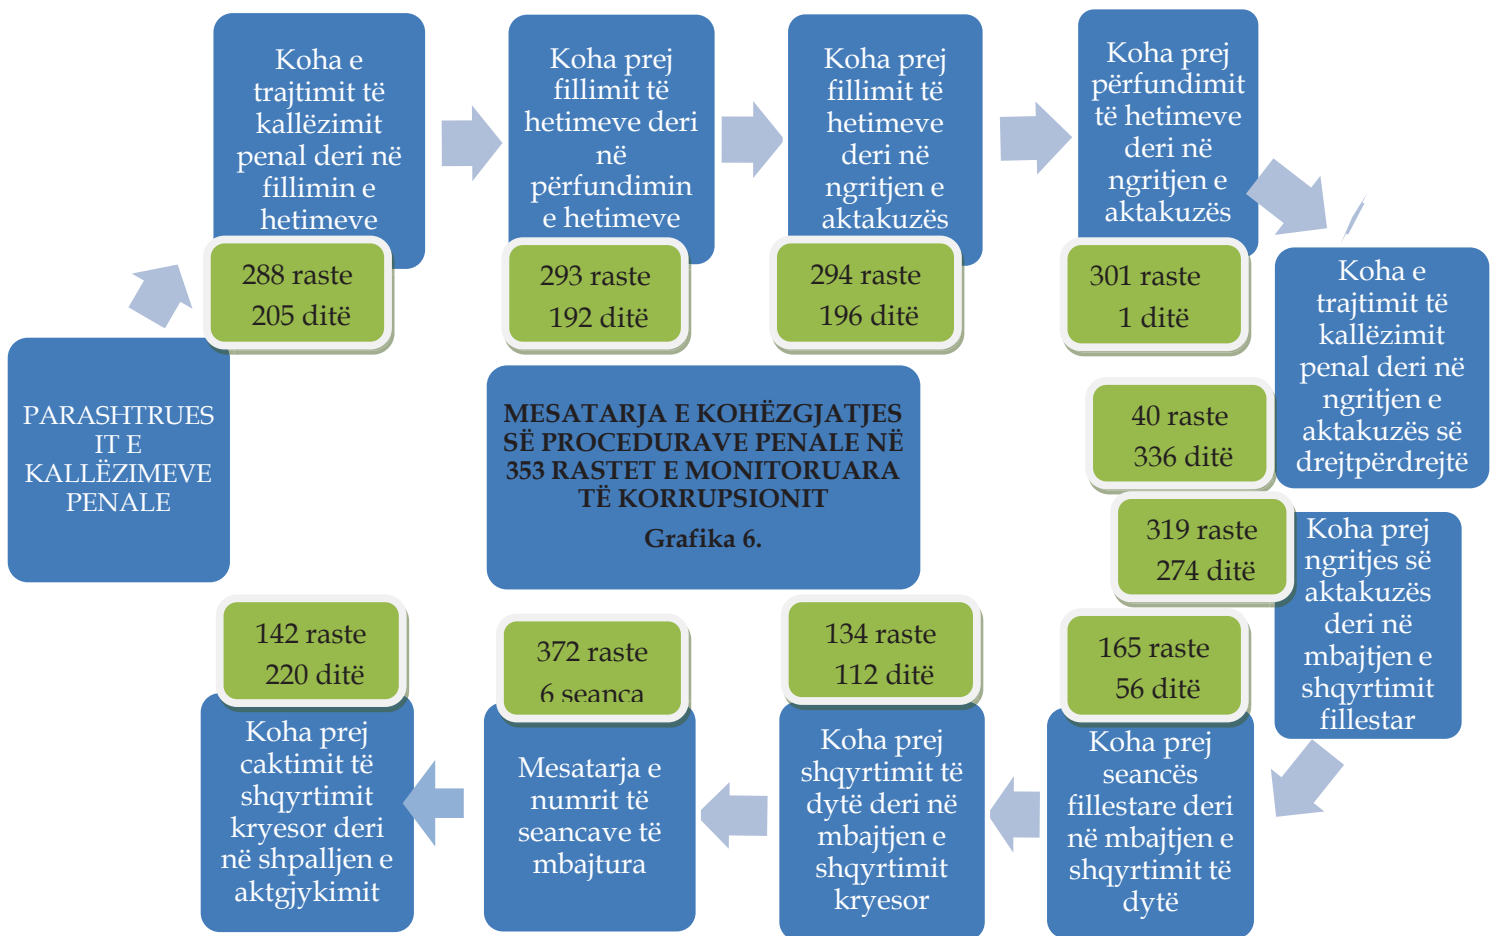 PARASHTRUES
IT E
KALLËZIMEVE
PENALE
Koha e
trajtimit të
kallëzimit
penal deri në
fillimin e
hetimeve
288 raste
205 ditë
Koha prej
fillimit të
hetimeve deri
në
përfundimin
e hetimeve
293 raste
192 ditë
Koha prej
fillimit të
hetimeve
deri në
ngritjen e
aktakuzës
294 raste
196 ditë
Koha prej
përfundimit
të hetimeve
deri në
ngritjen e
aktakuzës
301 raste
1 ditë
Koha e
trajtimit të
kallëzimit
penal deri në
ngritjen e
aktakuzës së
drejtpërdrejtë
40 raste
336 ditë
MESATARJA E KOHËZGJATJES
SË PROCEDURAVE PENALE NË
353 RASTET E MONITORUARA
TË KORRUPSIONIT
Grafika 6.
319 raste
274 ditë
Koha prej
ngritjes së
aktakuzës
deri në
mbajtjen e
shqyrtimit
fillestar
165 raste
56 ditë
Koha prej
seancës
fillestare deri
në mbajtjen e
shqyrtimit të
dytë
134 raste
112 ditë
Koha prej
shqyrtimit të
dytë deri në
mbajtjen e
shqyrtimit
kryesor
372 raste
6 seanca
Mesatarja e
numrit të
seancave të
mbajtura
142 raste
220 ditë
Koha prej
caktimit të
shqyrtimit
kryesor deri
në shpalljen e
aktgjykimit